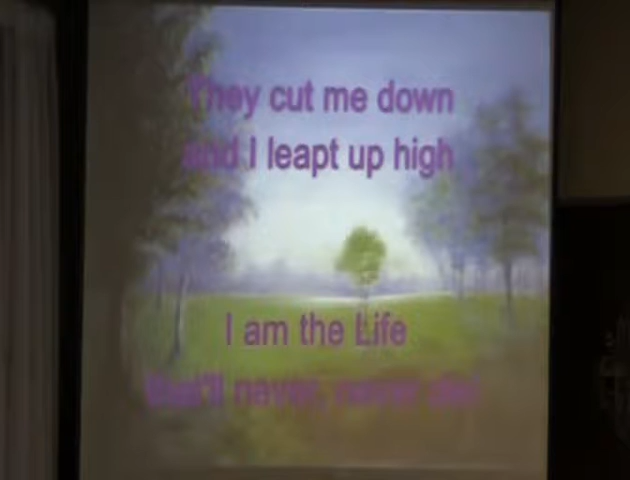 They cut me down
and I leapt up high
I am the Life
that'll never, never die!